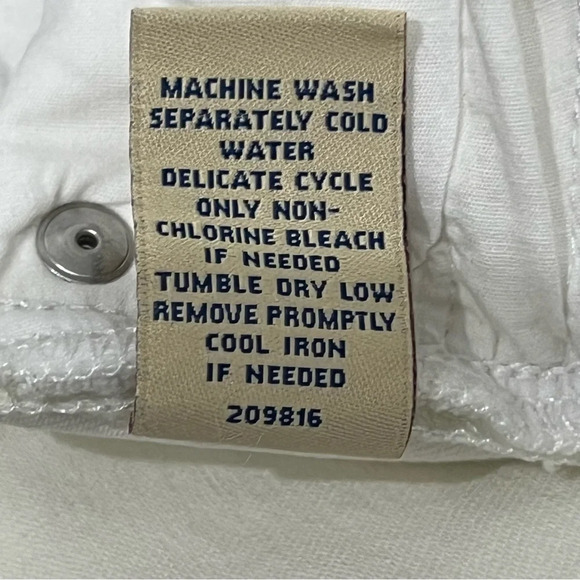 MACHINE WASH
SEPARATELY COLD
WATER
DELICATE CYCLE
ONLY NON-
CHLORINE BLEACH
IF NEEDED
TUMBLE DRY LOW
REMOVE PROMPTLY
COOL IRON
IF NEEDED
209816